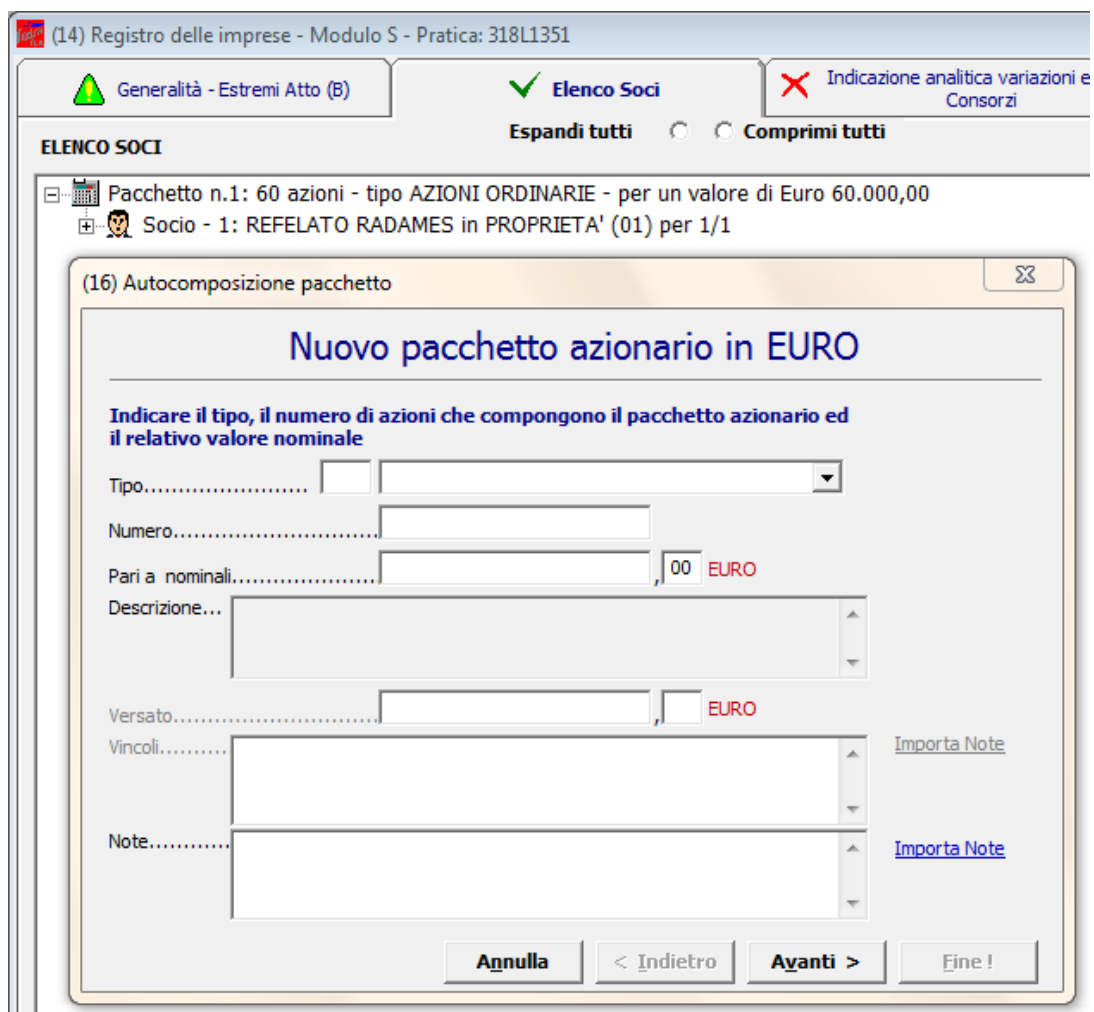 (14) Registro delle imprese - Modulo S - Pratica: 318L1351
Generalità - Estremi Atto (B)
Elenco Soci
Indicazione analitica variazioni e
Consorzi
ELENCO SOCI
Espandi tutti
Comprimi tutti
Pacchetto n.1: 60 azioni - tipo AZIONI ORDINARIE - per un valore di Euro 60.000,00
Socio - 1: REFELATO RADAMES in PROPRIETA' (01) per 1/1
(16) Autocomposizione pacchetto
Nuovo pacchetto azionario in EURO
Indicare il tipo, il numero di azioni che compongono il pacchetto azionario ed
il relativo valore nominale
Tipo........................
Numero..............................
Pari a nominali.....................
, 00 EURO
Descrizione...
Versato..............................
, EURO
Vincoli..........
Importa Note
Note............
Importa Note
Annulla
< Indietro
Avanti >
Fine !